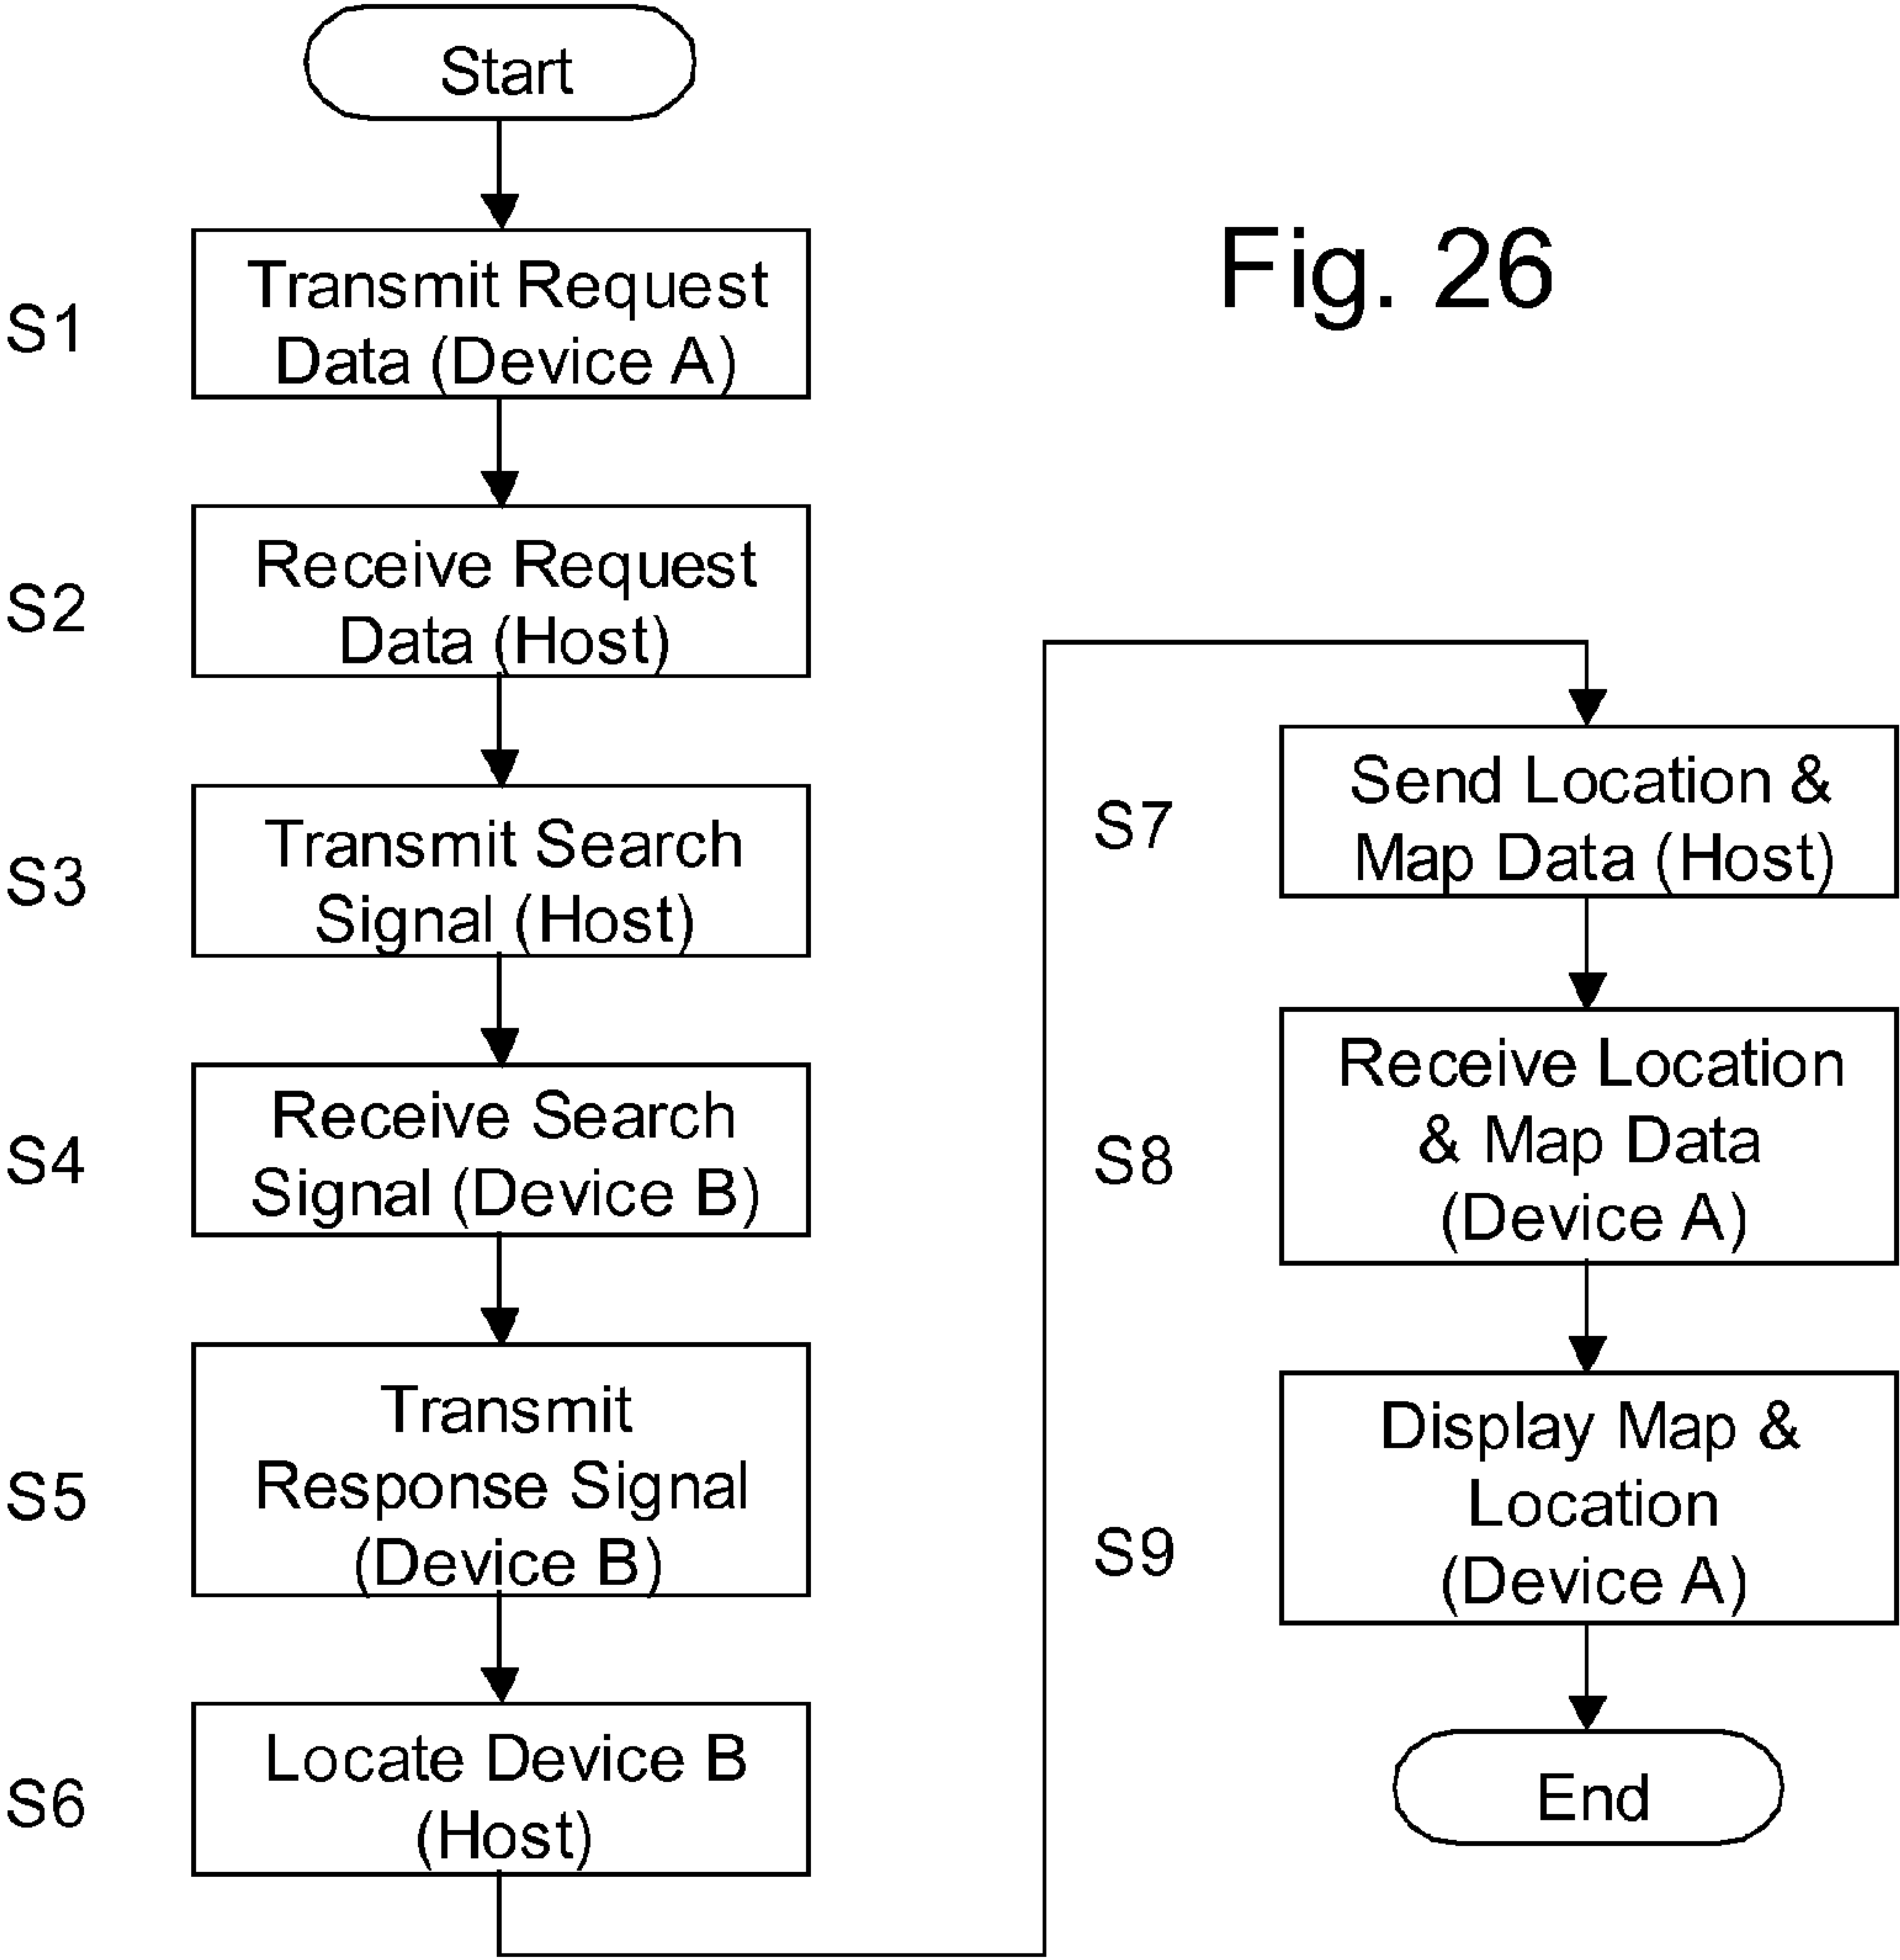 Start
Fig. 26
S1
Transmit Request
Data (Device A)
S2
Receive Request
Data (Host)
S3
Transmit Search
Signal (Host)
S4
Receive Search
Signal (Device B)
S5
Transmit
Response Signal
(Device B)
S6
Locate Device B
(Host)
S7
Send Location &
Map Data (Host)
S8
Receive Location
& Map Data
(Device A)
S9
Display Map &
Location
(Device A)
End